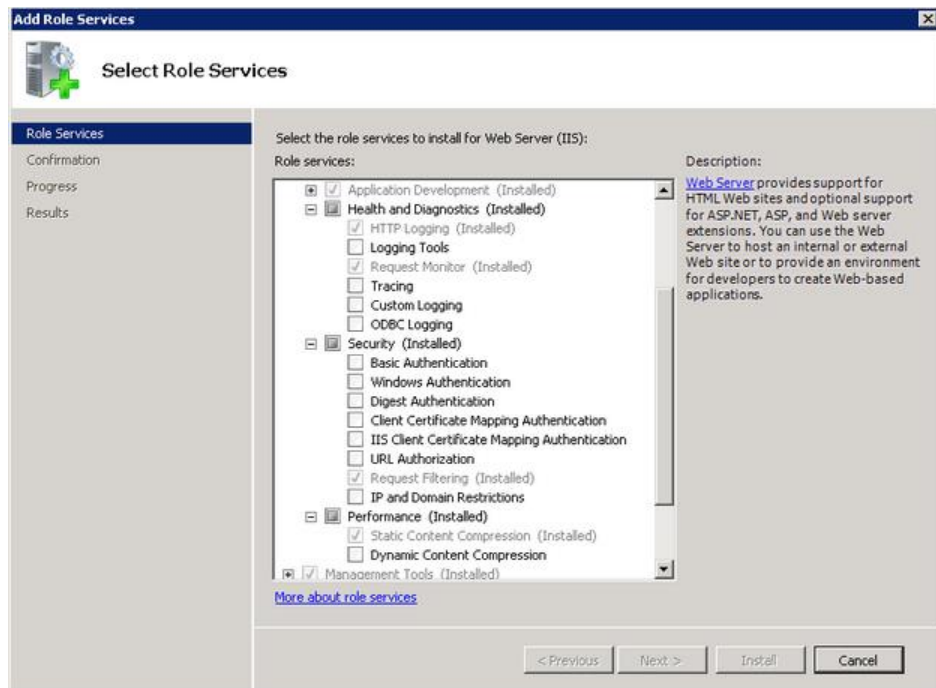 Add Role Services
Select Role Services
Role Services
Confirmation
Progress
Results
Select the role services to install for Web Server (IIS):
Role services:
Application Development (Installed)
Health and Diagnostics (Installed)
HTTP Logging (Installed)
Logging Tools
Request Monitor (Installed)
Tracing
Custom Logging
ODBC Logging
Security (Installed)
Basic Authentication
Windows Authentication
Digest Authentication
Client Certificate Mapping Authentication
IIS Client Certificate Mapping Authentication
URL Authorization
Request Filtering (Installed)
IP and Domain Restrictions
Performance (Installed)
Static Content Compression (Installed)
Dynamic Content Compression
Management Tools (Installed)
More about role services
Description:
Web Server provides support for
HTML Web sites and optional support
for ASP.NET, ASP, and Web server
extensions. You can use the Web
Server to host an internal or external
Web site or to provide an environment
for developers to create Web-based
applications.
< Previous
Next >
Install
Cancel